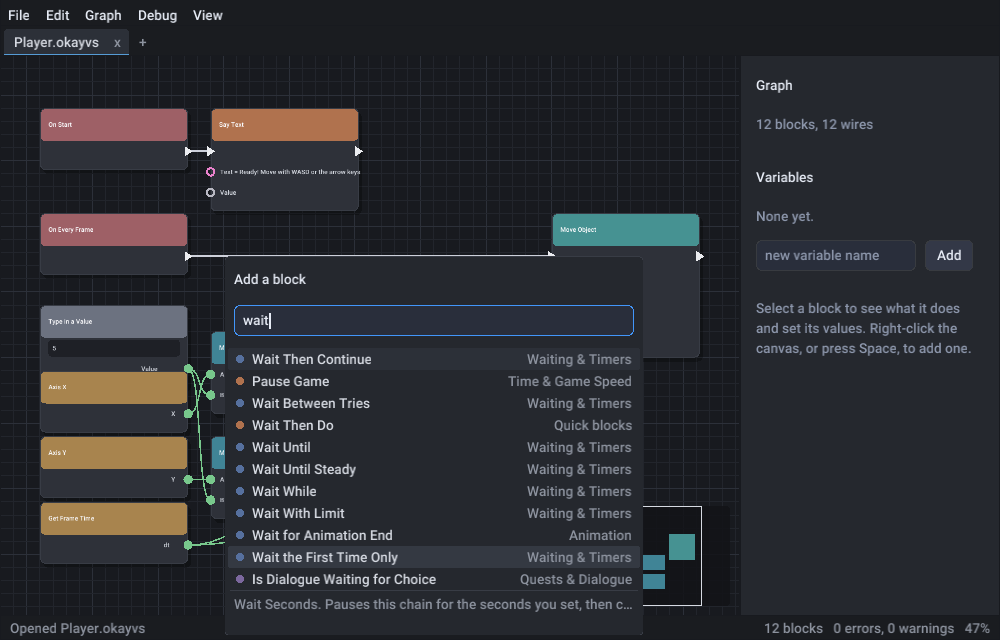 File Edit Graph Debug View
Player.okayvs x +
On Start
Say Text
Text = Ready! Move with WASD or the arrow keys
Value
On Every Frame
Move Object
Type in a Value
5
Value
Axis X
X
Axis Y
Y
Get Frame Time
dt
M
A
B
M
A
B
Add a block
wait
Wait Then Continue Waiting & Timers
Pause Game Time & Game Speed
Wait Between Tries Waiting & Timers
Wait Then Do Quick blocks
Wait Until Waiting & Timers
Wait Until Steady Waiting & Timers
Wait While Waiting & Timers
Wait With Limit Waiting & Timers
Wait for Animation End Animation
Wait the First Time Only Waiting & Timers
Is Dialogue Waiting for Choice Quests & Dialogue
Wait Seconds. Pauses this chain for the seconds you set, then c...
Graph
12 blocks, 12 wires
Variables
None yet.
new variable name Add
Select a block to see what it does
and set its values. Right-click the
canvas, or press Space, to add one.
Opened Player.okayvs
12 blocks 0 errors, 0 warnings 47%